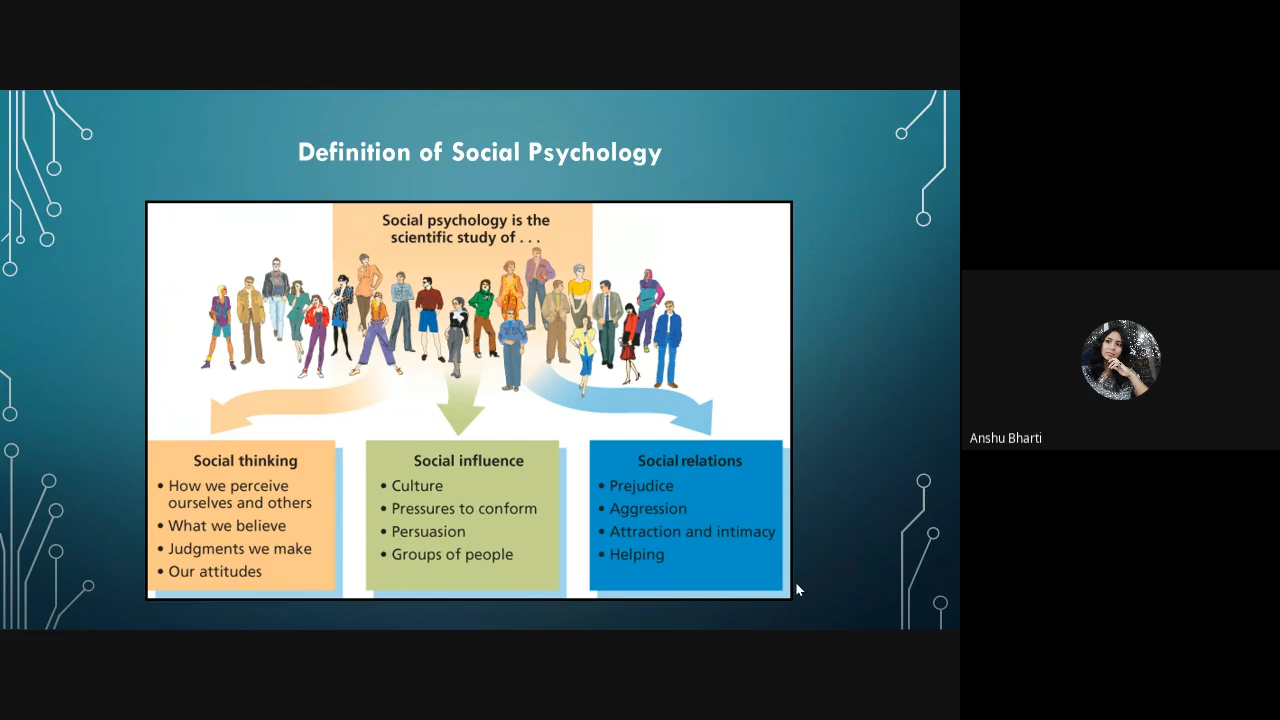 Definition of Social Psychology
Social psychology is the
scientific study of . . .
Social thinking
• How we perceive
ourselves and others
• What we believe
• Judgments we make
• Our attitudes
Social influence
• Culture
• Pressures to conform
• Persuasion
• Groups of people
Social relations
• Prejudice
• Aggression
• Attraction and intimacy
• Helping
Anshu Bharti